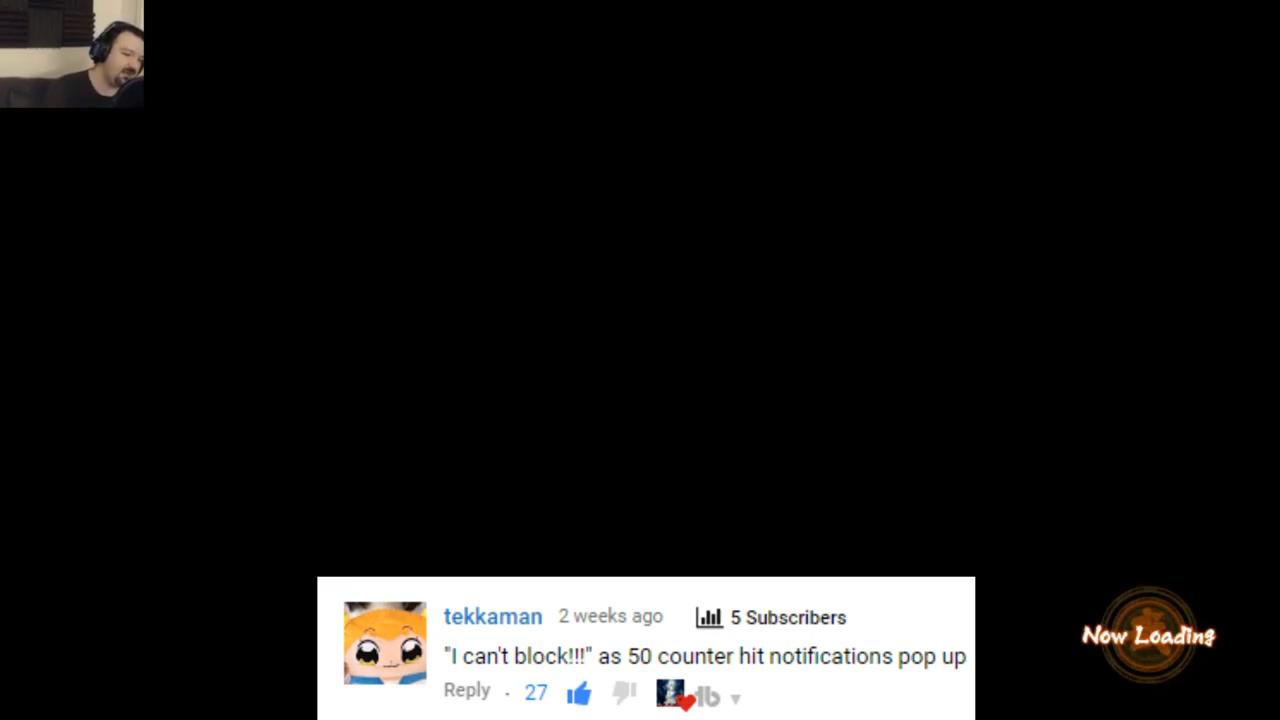 tekkaman 2 weeks ago 5 Subscribers
"I can't block!!!" as 50 counter hit notifications pop up
Reply . 27
Now Loading